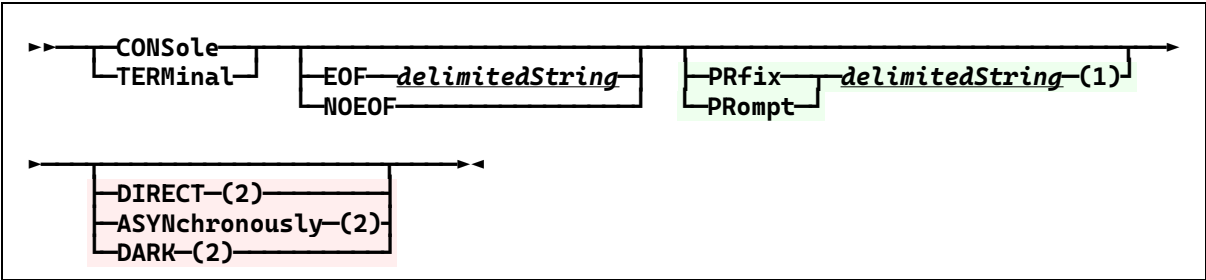 CONSole
TERMinal EOF delimitedString PRfix delimitedString (1)
NOEOF PRompt
DIRECT (2)
ASYNchronously (2)
DARK (2)